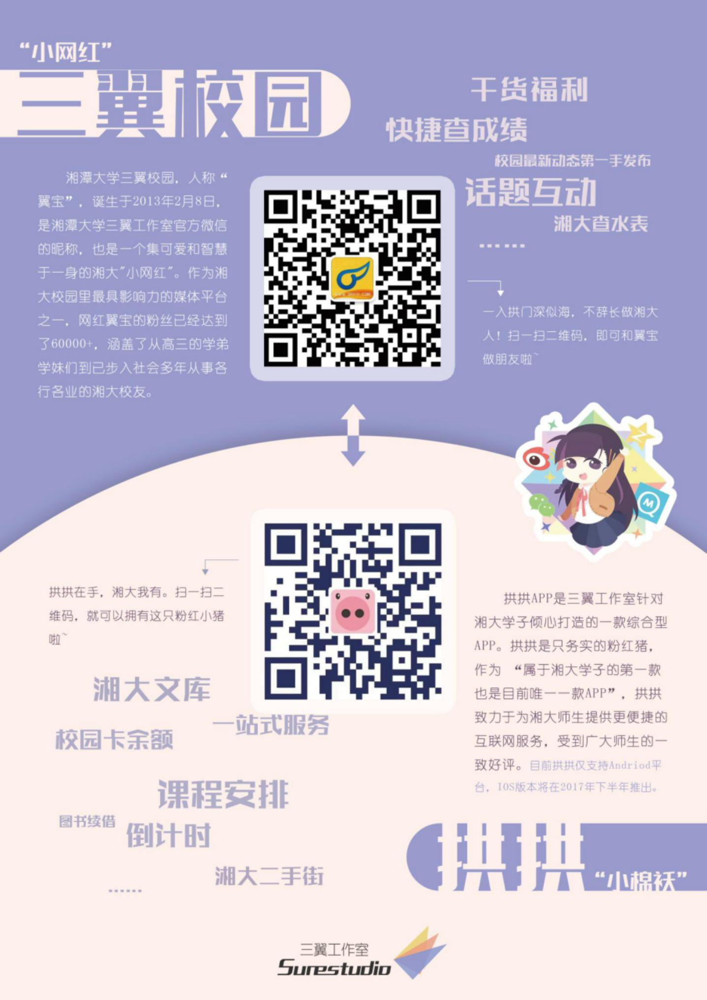 “小网红”
三翼校园
干货福利
快捷查成绩
校园最新动态第一手发布
话题互动
湘大查水表
……
湘潭大学三翼校园，人称“
翼宝”，诞生于2013年2月8日，
是湘潭大学三翼工作室官方微信
的昵称，也是一个集可爱和智慧
于一身的湘大"小网红"。作为湘
大校园里最具影响力的媒体平台
之一，网红翼宝的粉丝已经达到
了60000+，涵盖了从高三的学弟
学妹们到已步入社会多年从事各
行各业的湘大校友。
一入拱门深似海，不辞长做湘大
人！扫一扫二维码，即可和翼宝
做朋友啦~
拱拱在手，湘大我有。扫一扫二
维码，就可以拥有这只粉红小猪
啦~
湘大文库
一站式服务
校园卡余额
课程安排
图书续借
倒计时
湘大二手街
……
拱拱APP是三翼工作室针对
湘大学子倾心打造的一款综合型
APP。拱拱是只务实的粉红猪，
作为 “属于湘大学子的第一款
也是目前唯一一款APP”，拱拱
致力于为湘大师生提供更便捷的
互联网服务，受到广大师生的一
致好评。目前拱拱仅支持Andriod平
台，IOS版本将在2017年下半年推出。
拱拱
“小棉袄”
三翼工作室
Surestudio